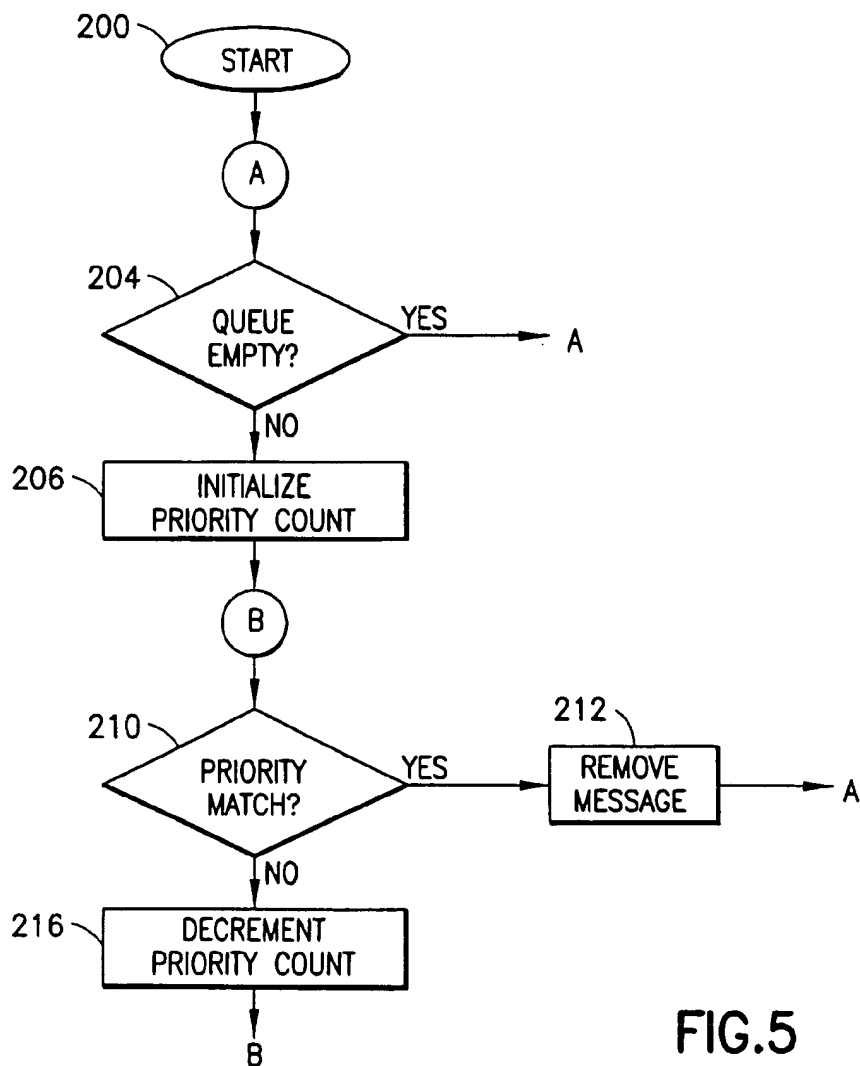 200
START
A
204
QUEUE
EMPTY?
YES
A
NO
206
INITIALIZE
PRIORITY COUNT
B
210
PRIORITY
MATCH?
YES
212
REMOVE
MESSAGE
A
NO
216
DECREMENT
PRIORITY COUNT
B
FIG.5